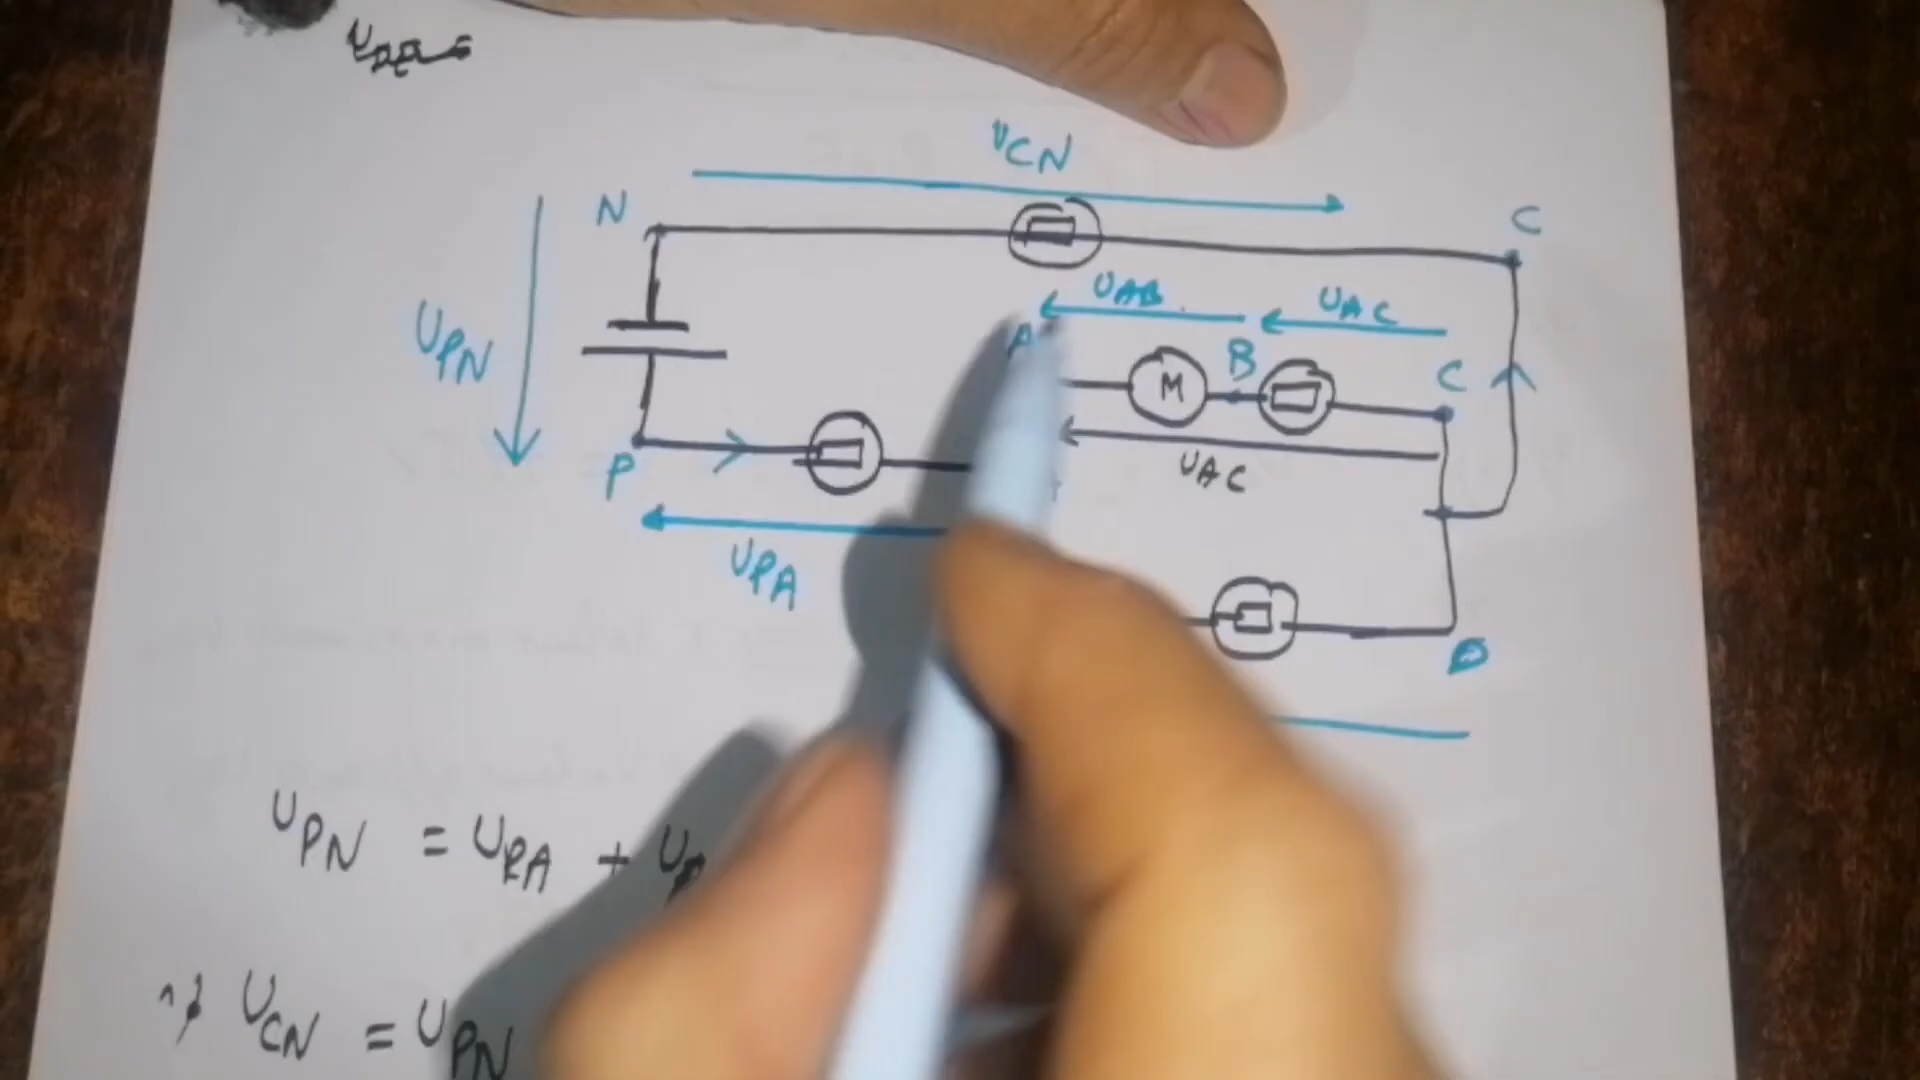 N
UCN
C
UPN
UAB
UAC
A
M
B
C
P
UAC
UPA
D
UPN = UPA + U
UCN = UPN